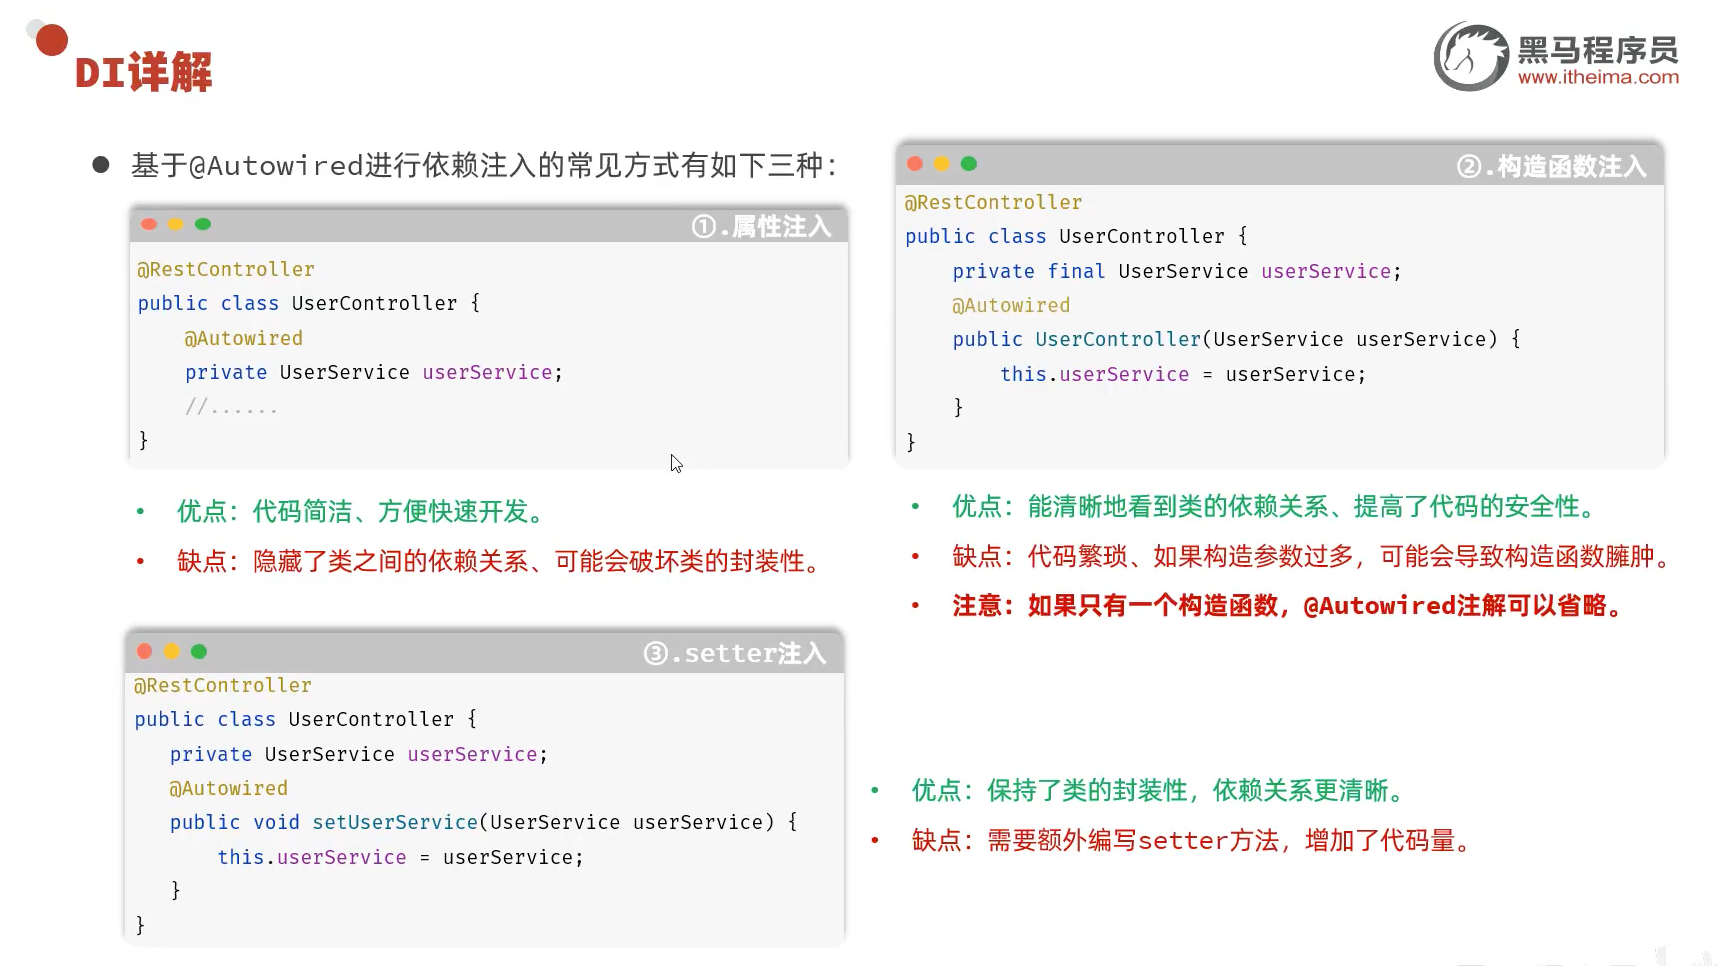 DI详解
黑马程序员
www.itheima.com
● 基于@Autowired进行依赖注入的常见方式有如下三种：
①.属性注入
@RestController
public class UserController {
    @Autowired
    private UserService userService;
    //......
}
• 优点：代码简洁、方便快速开发。
• 缺点：隐藏了类之间的依赖关系、可能会破坏类的封装性。
②.构造函数注入
@RestController
public class UserController {
    private final UserService userService;
    @Autowired
    public UserController(UserService userService) {
        this.userService = userService;
    }
}
• 优点：能清晰地看到类的依赖关系、提高了代码的安全性。
• 缺点：代码繁琐、如果构造参数过多，可能会导致构造函数臃肿。
• 注意：如果只有一个构造函数，@Autowired注解可以省略。
③.setter注入
@RestController
public class UserController {
   private UserService userService;
   @Autowired
   public void setUserService(UserService userService) {
       this.userService = userService;
   }
}
• 优点：保持了类的封装性，依赖关系更清晰。
• 缺点：需要额外编写setter方法，增加了代码量。